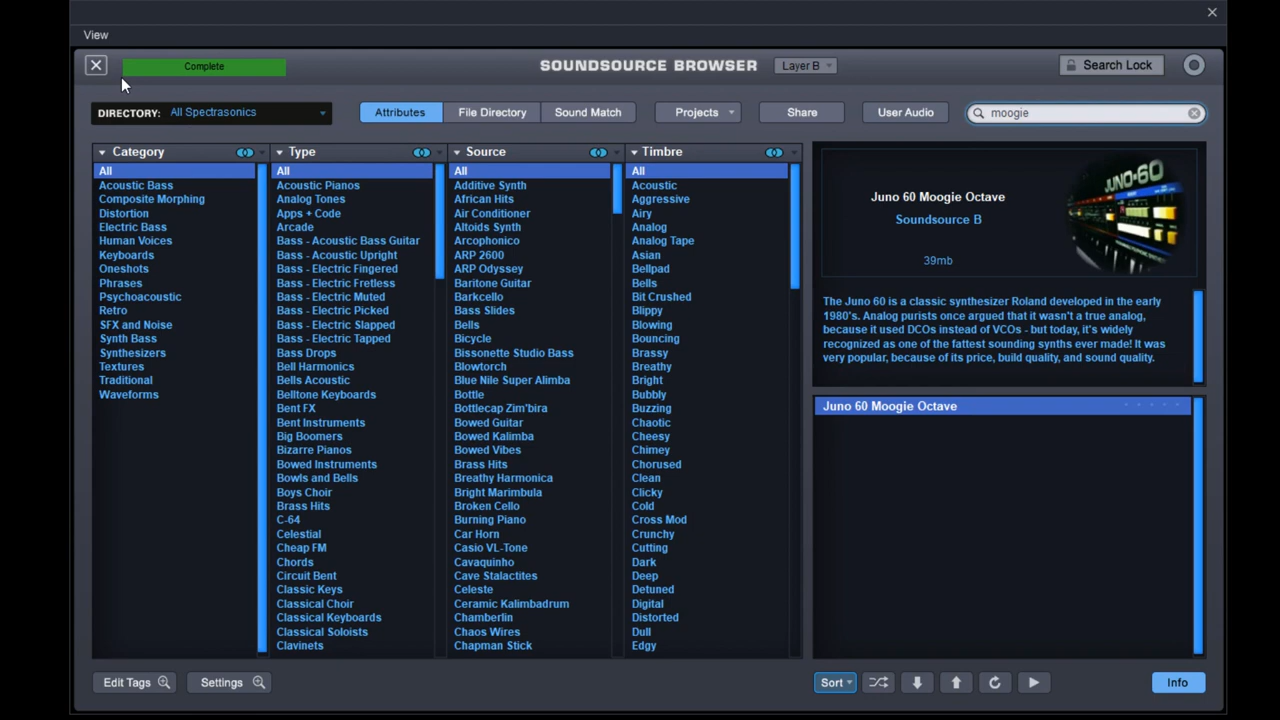 View
Complete
SOUNDSOURCE BROWSER
Layer B
Search Lock
DIRECTORY: All Spectrasonics
Attributes
File Directory
Sound Match
Projects
Share
User Audio
moogie
Category
All
Acoustic Bass
Composite Morphing
Distortion
Electric Bass
Human Voices
Keyboards
Oneshots
Phrases
Psychoacoustic
Retro
SFX and Noise
Synth Bass
Synthesizers
Textures
Traditional
Waveforms
Type
All
Acoustic Pianos
Analog Tones
Apps + Code
Arcade
Bass - Acoustic Bass Guitar
Bass - Acoustic Upright
Bass - Electric Fingered
Bass - Electric Fretless
Bass - Electric Muted
Bass - Electric Picked
Bass - Electric Slapped
Bass - Electric Tapped
Bass Drops
Bell Harmonics
Bells Acoustic
Belltone Keyboards
Bent FX
Bent Instruments
Big Boomers
Bizarre Pianos
Bowed Instruments
Bowls and Bells
Boys Choir
Brass Hits
C-64
Celestial
Cheap FM
Chords
Circuit Bent
Classic Keys
Classical Choir
Classical Keyboards
Classical Soloists
Clavinets
Source
All
Additive Synth
African Hits
Air Conditioner
Altoids Synth
Arcophonico
ARP 2600
ARP Odyssey
Baritone Guitar
Barkcello
Bass Slides
Bells
Bicycle
Bissonette Studio Bass
Blowtorch
Blue Nile Super Alimba
Bottle
Bottlecap Zim'bira
Bowed Guitar
Bowed Kalimba
Bowed Vibes
Brass Hits
Breathy Harmonica
Bright Marimbula
Broken Cello
Burning Piano
Car Horn
Casio VL-Tone
Cavaquinho
Cave Stalactites
Celeste
Ceramic Kalimbadrum
Chamberlin
Chaos Wires
Chapman Stick
Timbre
All
Acoustic
Aggressive
Airy
Analog
Analog Tape
Asian
Bellpad
Bells
Bit Crushed
Blippy
Blowing
Bouncing
Brassy
Breathy
Bright
Bubbly
Buzzing
Chaotic
Cheesy
Chimey
Chorused
Clean
Clicky
Cold
Cross Mod
Crunchy
Cutting
Dark
Deep
Detuned
Digital
Distorted
Dull
Edgy
Juno 60 Moogie Octave
Soundsource B
39mb
JUNO-60
The Juno 60 is a classic synthesizer Roland developed in the early
1980's. Analog purists once argued that it wasn't a true analog,
because it used DCOs instead of VCOs - but today, it's widely
recognized as one of the fattest sounding synths ever made! It was
very popular, because of its price, build quality, and sound quality.
Juno 60 Moogie Octave
Edit Tags
Settings
Sort
Info